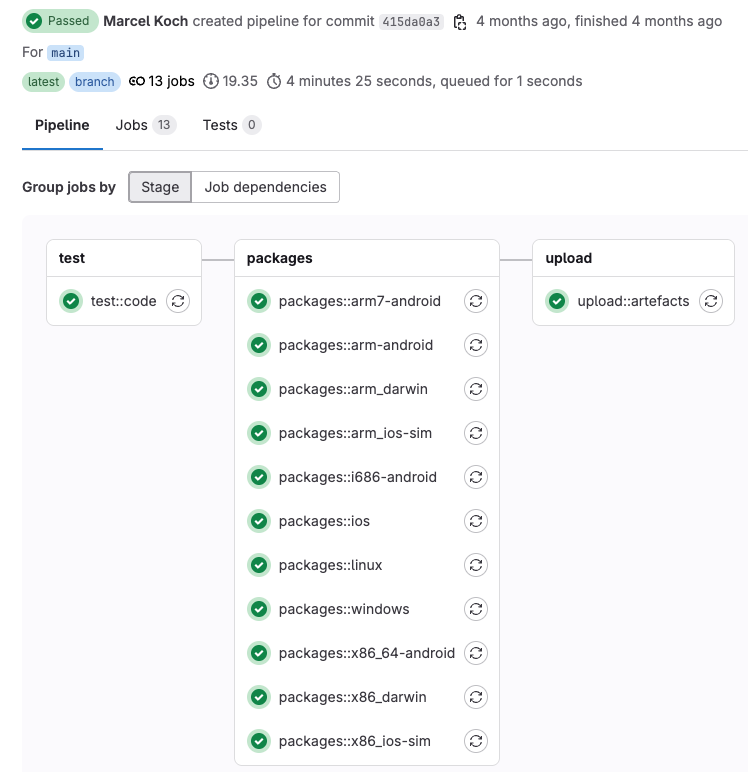 Passed Marcel Koch created pipeline for commit 415da0a3 4 months ago, finished 4 months ago
For main
latest branch 13 jobs 19.35 4 minutes 25 seconds, queued for 1 seconds
Pipeline Jobs 13 Tests 0
Group jobs by Stage Job dependencies
test
test::code
packages
packages::arm7-android
packages::arm-android
packages::arm_darwin
packages::arm_ios-sim
packages::i686-android
packages::ios
packages::linux
packages::windows
packages::x86_64-android
packages::x86_darwin
packages::x86_ios-sim
upload
upload::artefacts